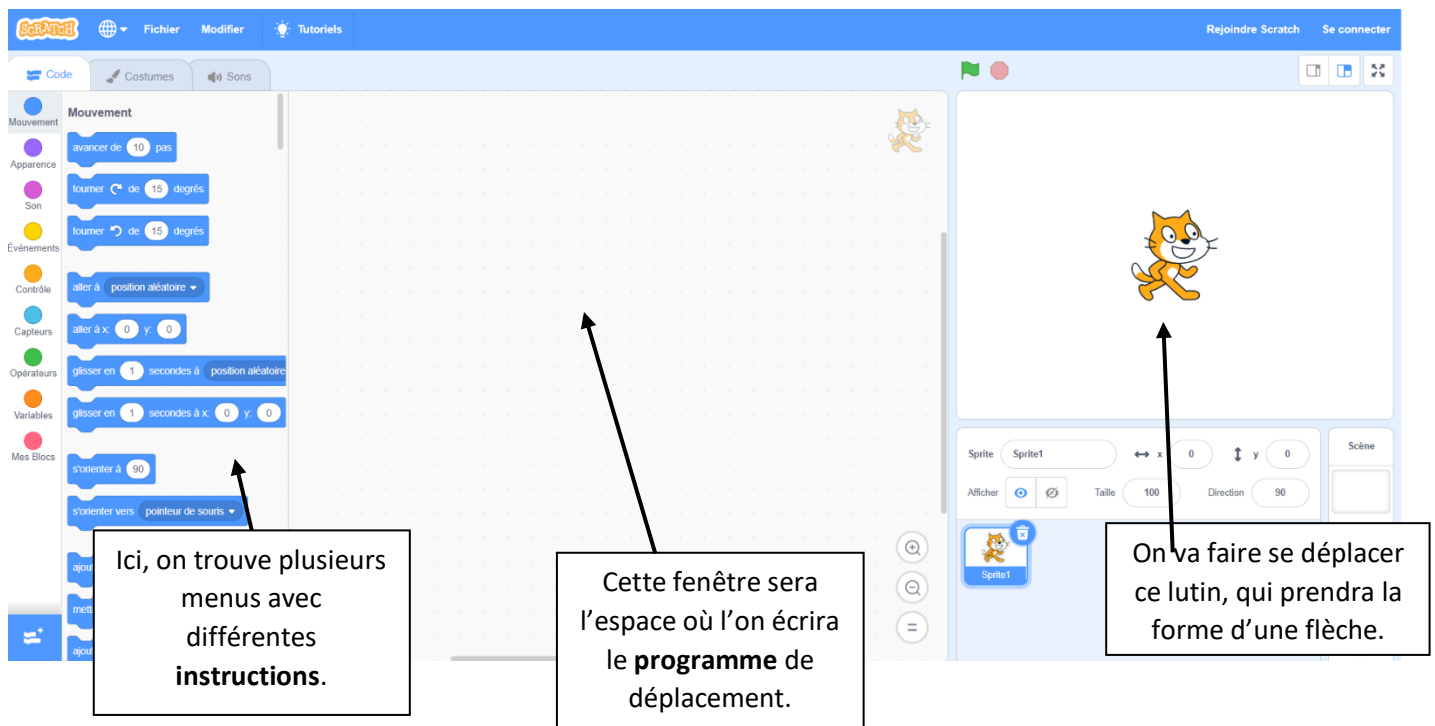 SCRATCH Fichier Modifier Tutoriels Rejoindre Scratch Se connecter
Code Costumes Sons
Mouvement
Apparence
Son
Événements
Contrôle
Capteurs
Opérateurs
Variables
Mes Blocs
Mouvement
avancer de 10 pas
tourner de 15 degrés
tourner de 15 degrés
aller à position aléatoire
aller à x: 0 y: 0
glisser en 1 secondes à position aléatoire
glisser en 1 secondes à x: 0 y: 0
s'orienter à 90
s'orienter vers pointeur de souris
Sprite Sprite1 x 0 y 0
Afficher Taille 100 Direction 90
Sprite1
Scène
Ici, on trouve plusieurs
menus avec
différentes
instructions.
Cette fenêtre sera
l’espace où l’on écrira
le programme de
déplacement.
On va faire se déplacer
ce lutin, qui prendra la
forme d’une flèche.